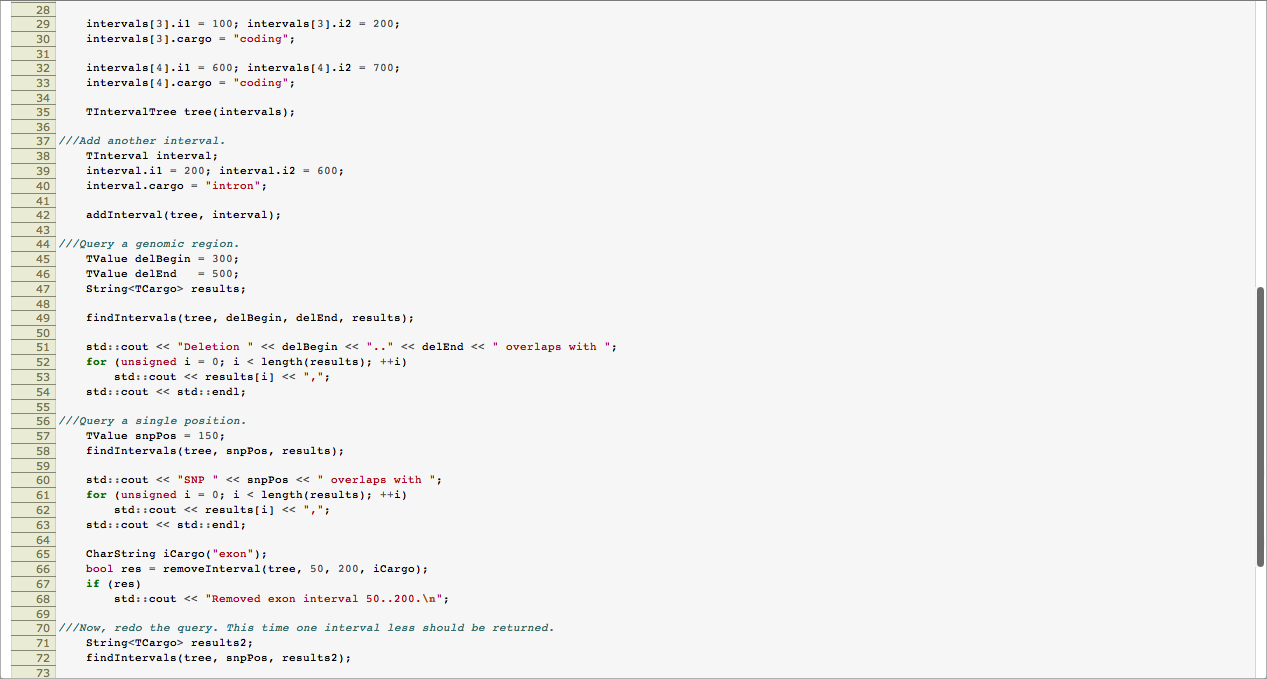 28
29 intervals[3].i1 = 100; intervals[3].i2 = 200;
30 intervals[3].cargo = "coding";
31
32 intervals[4].i1 = 600; intervals[4].i2 = 700;
33 intervals[4].cargo = "coding";
34
35 TIntervalTree tree(intervals);
36
37 ///Add another interval.
38 TInterval interval;
39 interval.i1 = 200; interval.i2 = 600;
40 interval.cargo = "intron";
41
42 addInterval(tree, interval);
43
44 ///Query a genomic region.
45 TValue delBegin = 300;
46 TValue delEnd   = 500;
47 String<TCargo> results;
48
49 findIntervals(tree, delBegin, delEnd, results);
50
51 std::cout << "Deletion " << delBegin << ".." << delEnd << " overlaps with ";
52 for (unsigned i = 0; i < length(results); ++i)
53 std::cout << results[i] << ",";
54 std::cout << std::endl;
55
56 ///Query a single position.
57 TValue snpPos = 150;
58 findIntervals(tree, snpPos, results);
59
60 std::cout << "SNP " << snpPos << " overlaps with ";
61 for (unsigned i = 0; i < length(results); ++i)
62 std::cout << results[i] << ",";
63 std::cout << std::endl;
64
65 CharString iCargo("exon");
66 bool res = removeInterval(tree, 50, 200, iCargo);
67 if (res)
68 std::cout << "Removed exon interval 50..200.\n";
69
70 ///Now, redo the query. This time one interval less should be returned.
71 String<TCargo> results2;
72 findIntervals(tree, snpPos, results2);
73